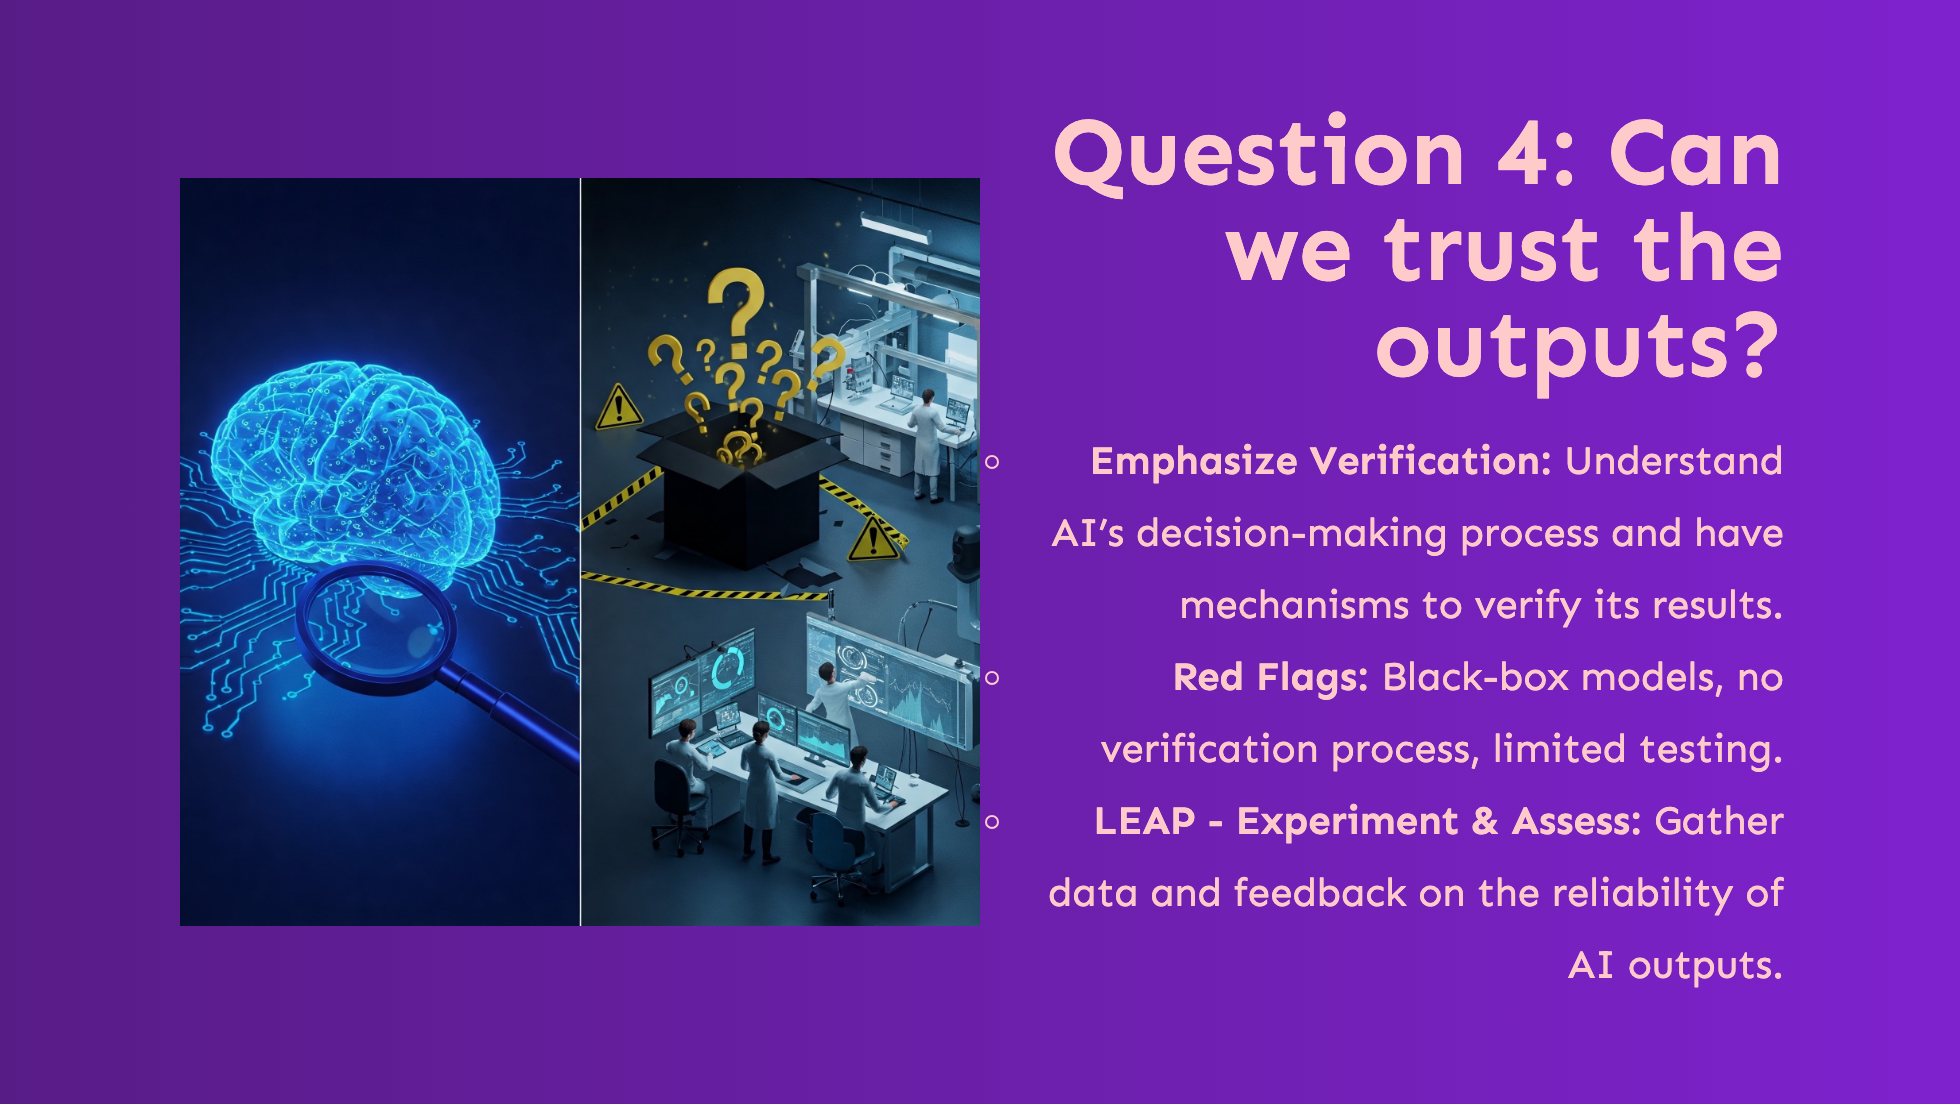 Question 4: Can
we trust the
outputs?
Emphasize Verification: Understand
AI’s decision-making process and have
mechanisms to verify its results.
Red Flags: Black-box models, no
verification process, limited testing.
LEAP - Experiment & Assess: Gather
data and feedback on the reliability of
AI outputs.